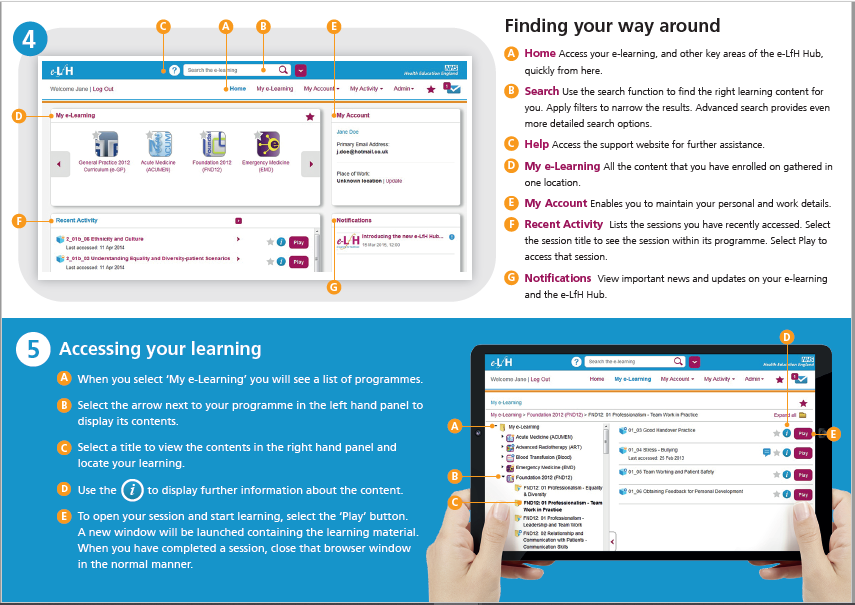 4
C
A
B
E
e-LfH
?
Search the e-learning
NHS
Health Education England
Welcome Jane | Log Out
Home
My e-Learning
My Account
My Activity
Admin
D
My e-Learning
General Practice 2012
Curriculum (e-GP)
Acute Medicine
(ACUMEN)
Foundation 2012
(FND12)
Emergency Medicine
(EMD)
My Account
Jane Doe
Primary Email Address:
j.doe@hotmail.co.uk
Place of Work:
Unknown location | Update
F
Recent Activity
2_01b_06 Ethnicity and Culture
Last accessed: 11 Apr 2014
Play
2_01b_03 Understanding Equality and Diversity-patient Scenarios
Last accessed: 11 Apr 2014
Play
Notifications
e-LfH
Introducing the new e-LfH Hub...
16 Mar 2015, 12:00
G
Finding your way around
A Home Access your e-learning, and other key areas of the e-LfH Hub,
quickly from here.
B Search Use the search function to find the right learning content for
you. Apply filters to narrow the results. Advanced search provides even
more detailed search options.
C Help Access the support website for further assistance.
D My e-Learning All the content that you have enrolled on gathered in
one location.
E My Account Enables you to maintain your personal and work details.
F Recent Activity Lists the sessions you have recently accessed. Select
the session title to see the session within its programme. Select Play to
access that session.
G Notifications View important news and updates on your e-learning
and the e-LfH Hub.
5 Accessing your learning
A When you select 'My e-Learning' you will see a list of programmes.
B Select the arrow next to your programme in the left hand panel to
display its contents.
C Select a title to view the contents in the right hand panel and
locate your learning.
D Use the i to display further information about the content.
E To open your session and start learning, select the 'Play' button.
A new window will be launched containing the learning material.
When you have completed a session, close that browser window
in the normal manner.
D
e-LfH
?
Search the e-learning
NHS
Health Education England
Welcome Jane | Log Out
Home
My e-Learning
My Account
My Activity
Admin
My e-Learning
My e-Learning > Foundation 2012 (FND12) > FND12: 01 Professionalism - Team Work in Practice
Expand all
A
My e-Learning
Acute Medicine (ACUMEN)
Advanced Radiotherapy (ART)
Blood Transfusion (Blood)
Emergency Medicine (EMD)
B
Foundation 2012 (FND12)
FND12: 01 Professionalism - Equality
& Diversity
C
FND12: 01 Professionalism - Team
Work in Practice
FND12: 01 Professionalism -
Leadership and Team Work
FND12: 02 Relationship and
Communication with Patients -
Communication Skills
01_03 Good Handover Practice
Play
E
01_04 Stress - Bullying
Last accessed: 25 Feb 2013
Play
01_05 Team Working and Patient Safety
Play
01_06 Obtaining Feedback for Personal Development
Play